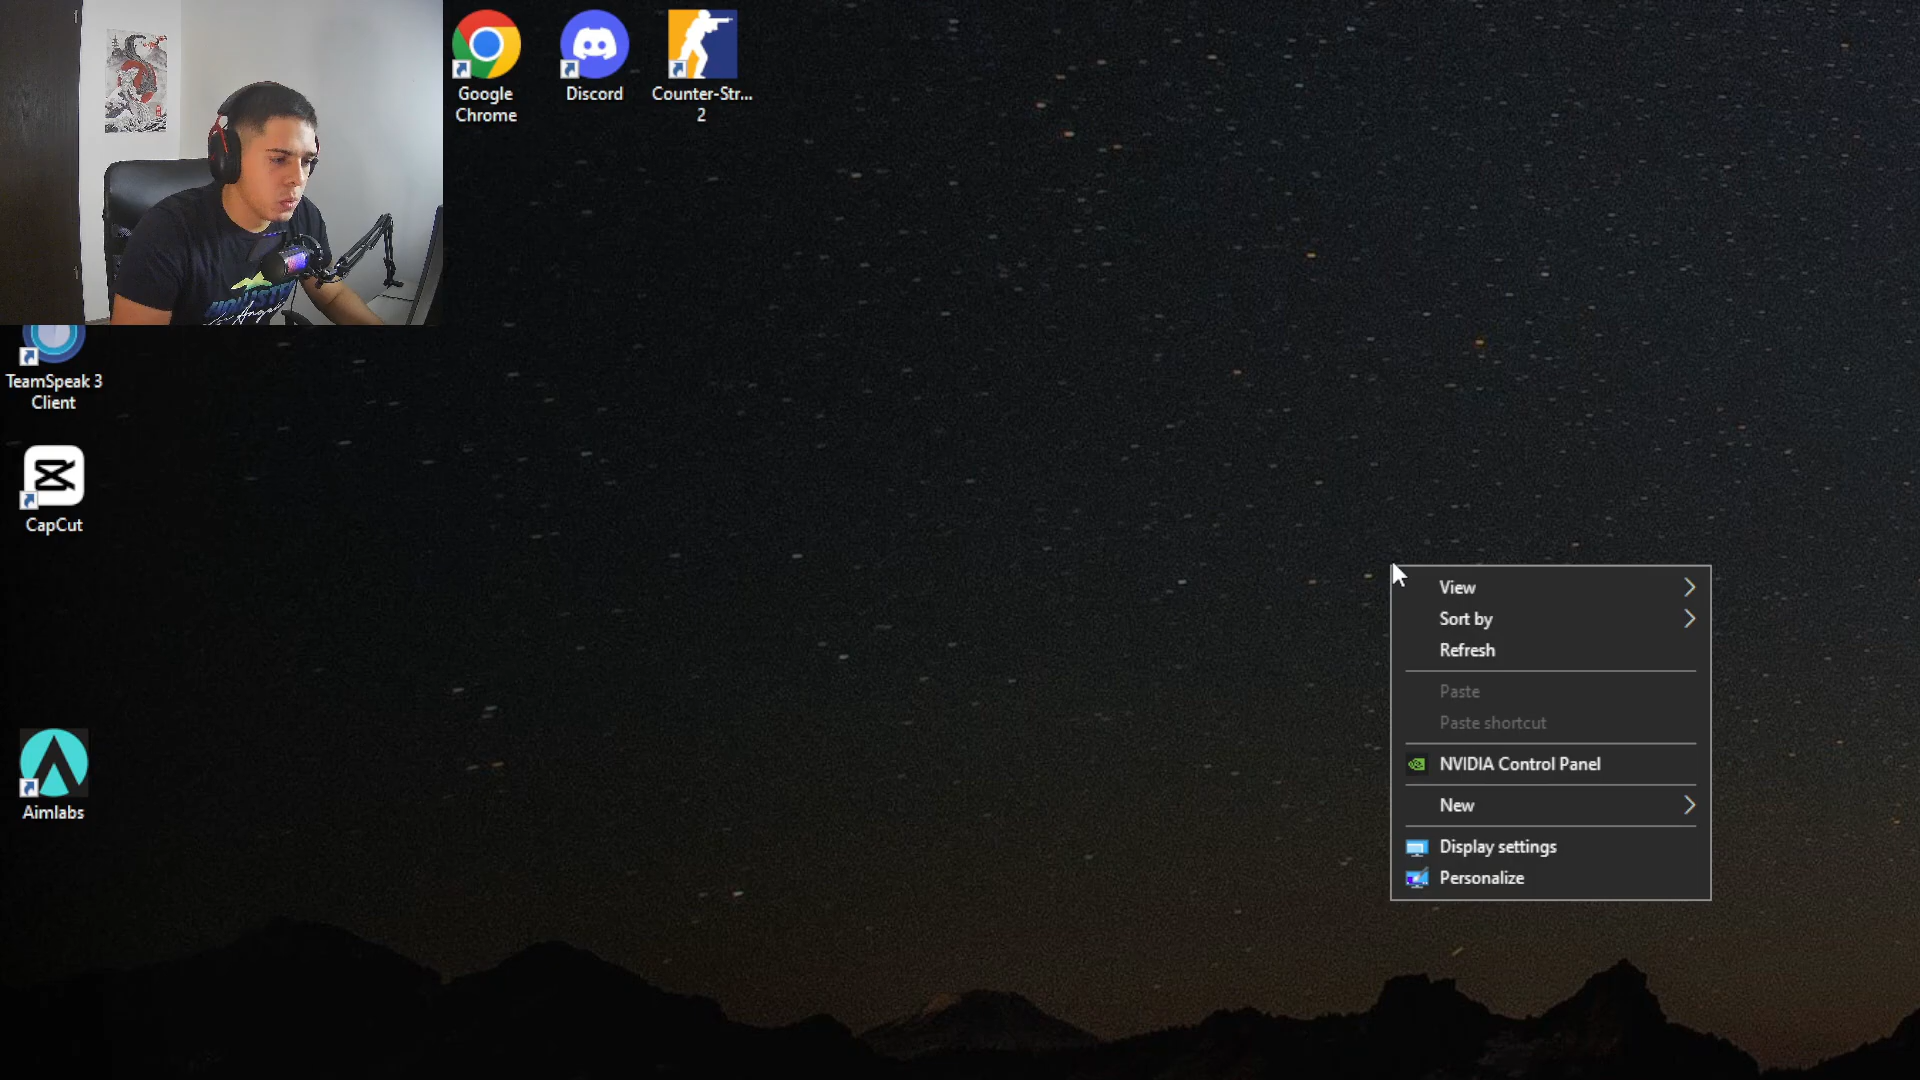 Google
Chrome
Discord
Counter-Str...
2
TeamSpeak 3
Client
CapCut
Aimlabs
View
Sort by
Refresh
Paste
Paste shortcut
NVIDIA Control Panel
New
Display settings
Personalize